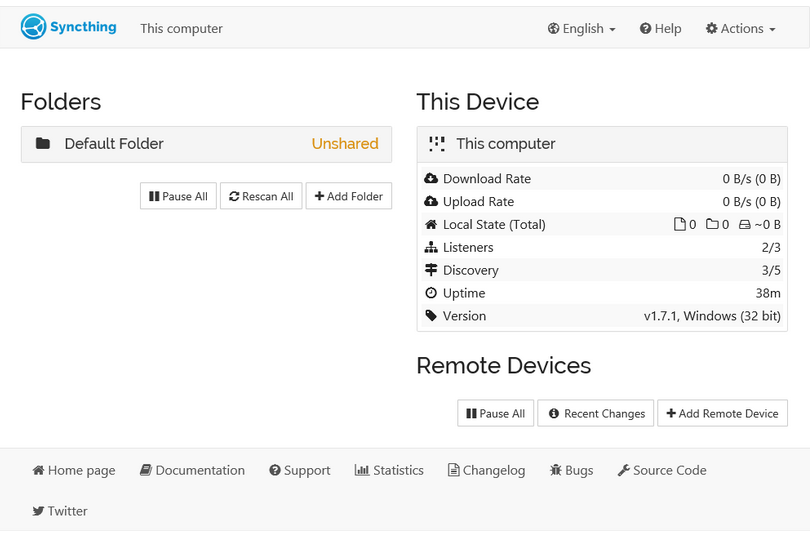 Syncthing This computer English Help Actions
Folders
Default Folder Unshared
Pause All Rescan All Add Folder
This Device
This computer
Download Rate 0 B/s (0 B)
Upload Rate 0 B/s (0 B)
Local State (Total) 0 0 ~0 B
Listeners 2/3
Discovery 3/5
Uptime 38m
Version v1.7.1, Windows (32 bit)
Remote Devices
Pause All Recent Changes Add Remote Device
Home page Documentation Support Statistics Changelog Bugs Source Code
Twitter